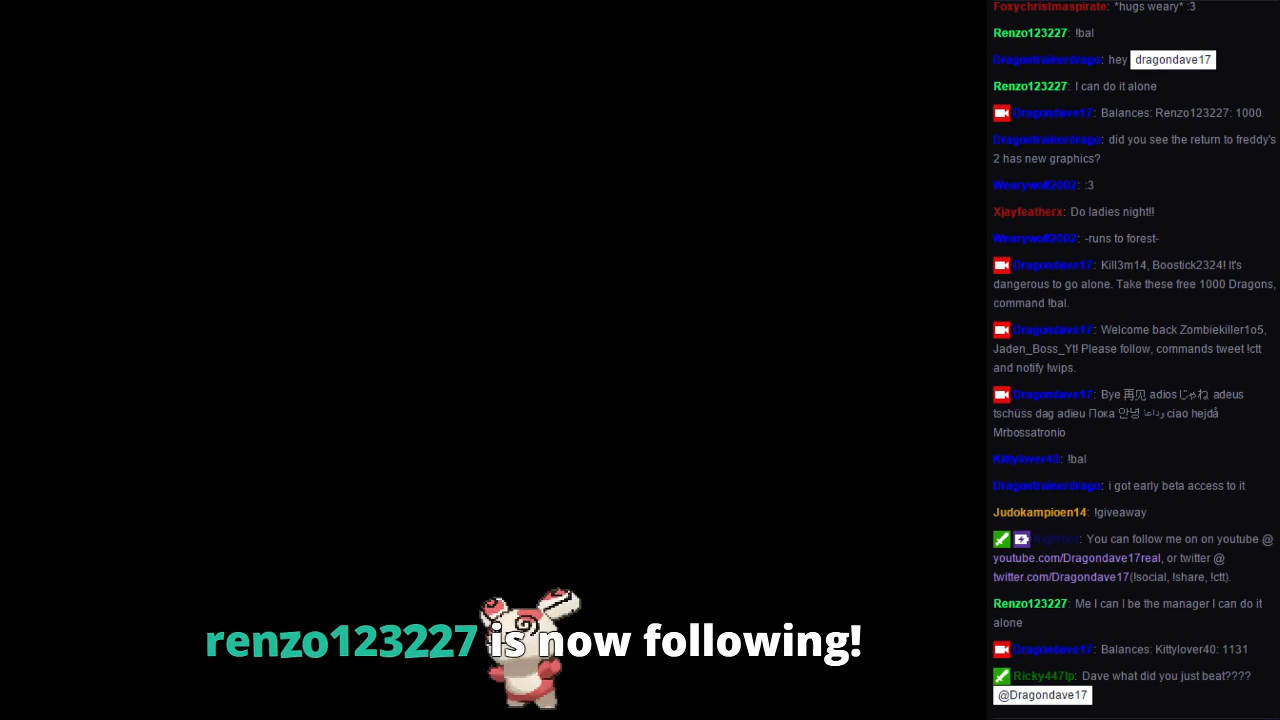 Foxychristmaspirate: *hugs weary* :3
Renzo123227: !bal
Dragontrainerdrago: hey dragondave17
Renzo123227: I can do it alone
Dragondave17: Balances: Renzo123227: 1000
Dragontrainerdrago: did you see the return to freddy's
2 has new graphics?
Wearywolf2002: :3
Xjayfeatherx: Do ladies night!!
Wearywolf2002: -runs to forest-
Dragondave17: Kill3m14, Boostick2324! It's
dangerous to go alone. Take these free 1000 Dragons,
command !bal.
Dragondave17: Welcome back Zombiekiller1o5,
Jaden_Boss_Yt! Please follow, commands tweet !ctt
and notify !wips.
Dragondave17: Bye 再见 adios じゃね adeus
tschüss dag adieu Пока 安녕 وداعا ciao hejdå
Mrbossatronio
Kittylover40: !bal
Dragontrainerdrago: i got early beta access to it
Judokampioen14: !giveaway
Nightbot: You can follow me on on youtube @
youtube.com/Dragondave17real, or twitter @
twitter.com/Dragondave17(!social, !share, !ctt).
Renzo123227: Me I can I be the manager I can do it
alone
Dragondave17: Balances: Kittylover40: 1131
Ricky447lp: Dave what did you just beat????
@Dragondave17
renzo123227 is now following!